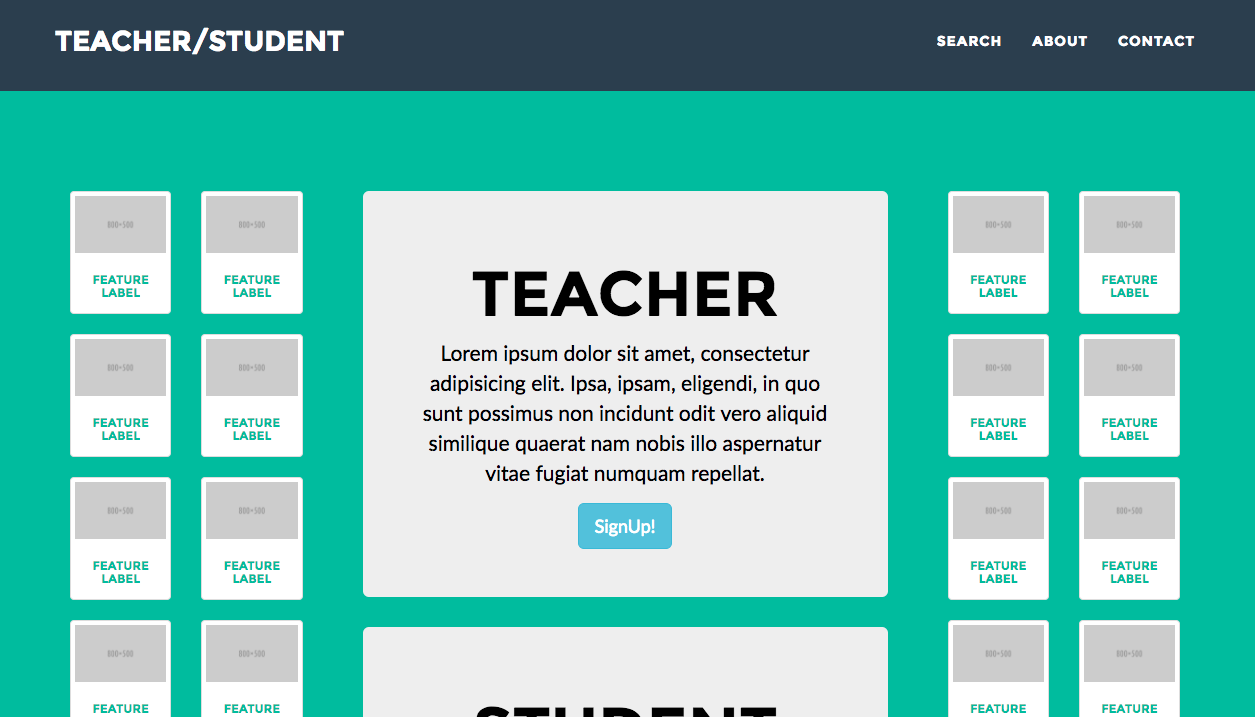 TEACHER/STUDENT
SEARCH ABOUT CONTACT
800×500
FEATURE
LABEL
800×500
FEATURE
LABEL
800×500
FEATURE
LABEL
800×500
FEATURE
LABEL
800×500
FEATURE
LABEL
800×500
FEATURE
LABEL
800×500
FEATURE
800×500
FEATURE
TEACHER
Lorem ipsum dolor sit amet, consectetur
adipisicing elit. Ipsa, ipsam, eligendi, in quo
sunt possimus non incidunt odit vero aliquid
similique quaerat nam nobis illo aspernatur
vitae fugiat numquam repellat.
SignUp!
STUDENT
800×500
FEATURE
LABEL
800×500
FEATURE
LABEL
800×500
FEATURE
LABEL
800×500
FEATURE
LABEL
800×500
FEATURE
LABEL
800×500
FEATURE
LABEL
800×500
FEATURE
800×500
FEATURE